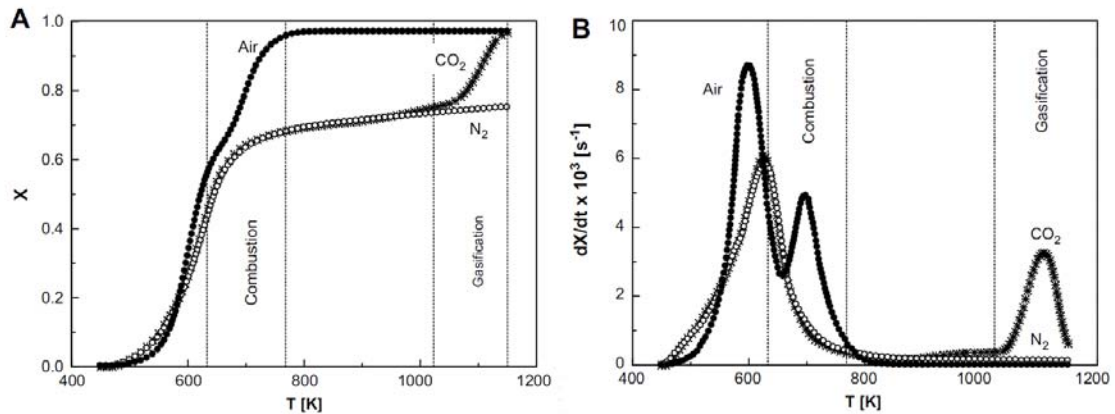 A
1.0
0.8
0.6
0.4
0.2
0.0
X
Air
CO2
N2
Combustion
Gasification
400 600 800 1000 1200
T [K]
B
10
8
6
4
2
0
dX/dt x 10³ [s⁻¹]
Air
Combustion
Gasification
CO2
N2
400 600 800 1000 1200
T [K]